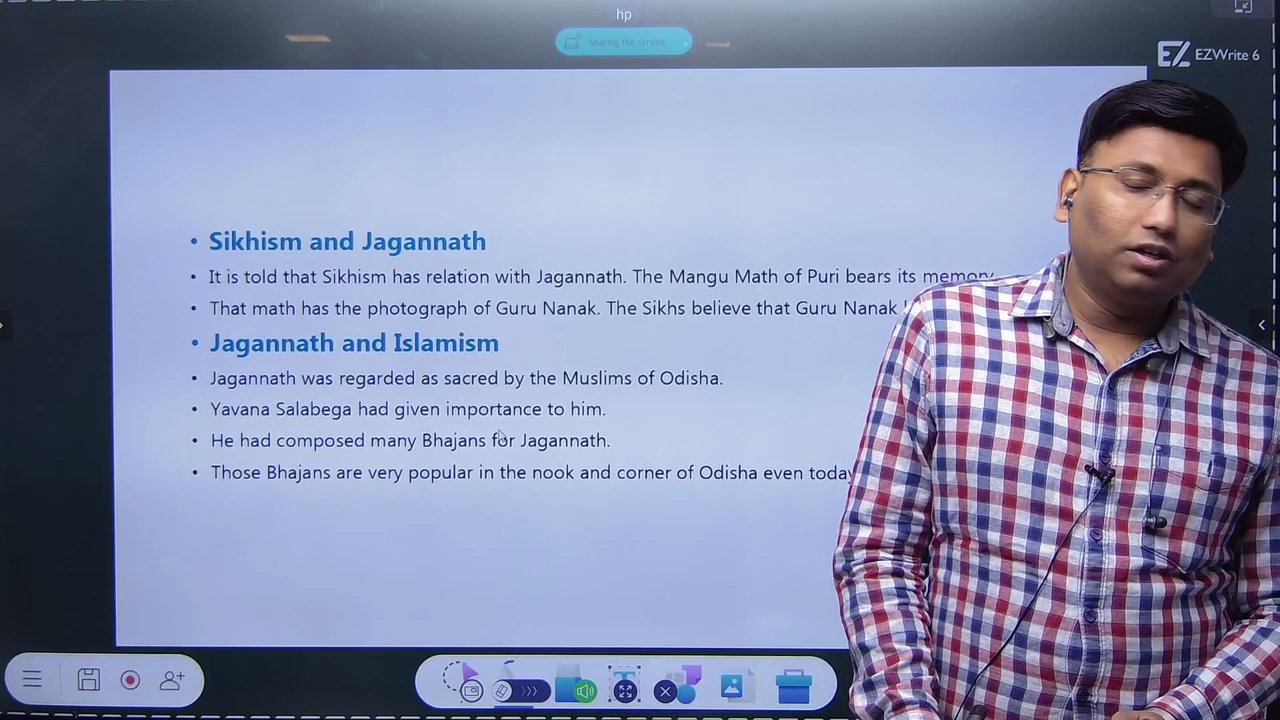 hp
Sharing the screen
EZWrite 6
• Sikhism and Jagannath
• It is told that Sikhism has relation with Jagannath. The Mangu Math of Puri bears its memory
• That math has the photograph of Guru Nanak. The Sikhs believe that Guru Nanak
• Jagannath and Islamism
• Jagannath was regarded as sacred by the Muslims of Odisha.
• Yavana Salabega had given importance to him.
• He had composed many Bhajans for Jagannath.
• Those Bhajans are very popular in the nook and corner of Odisha even today